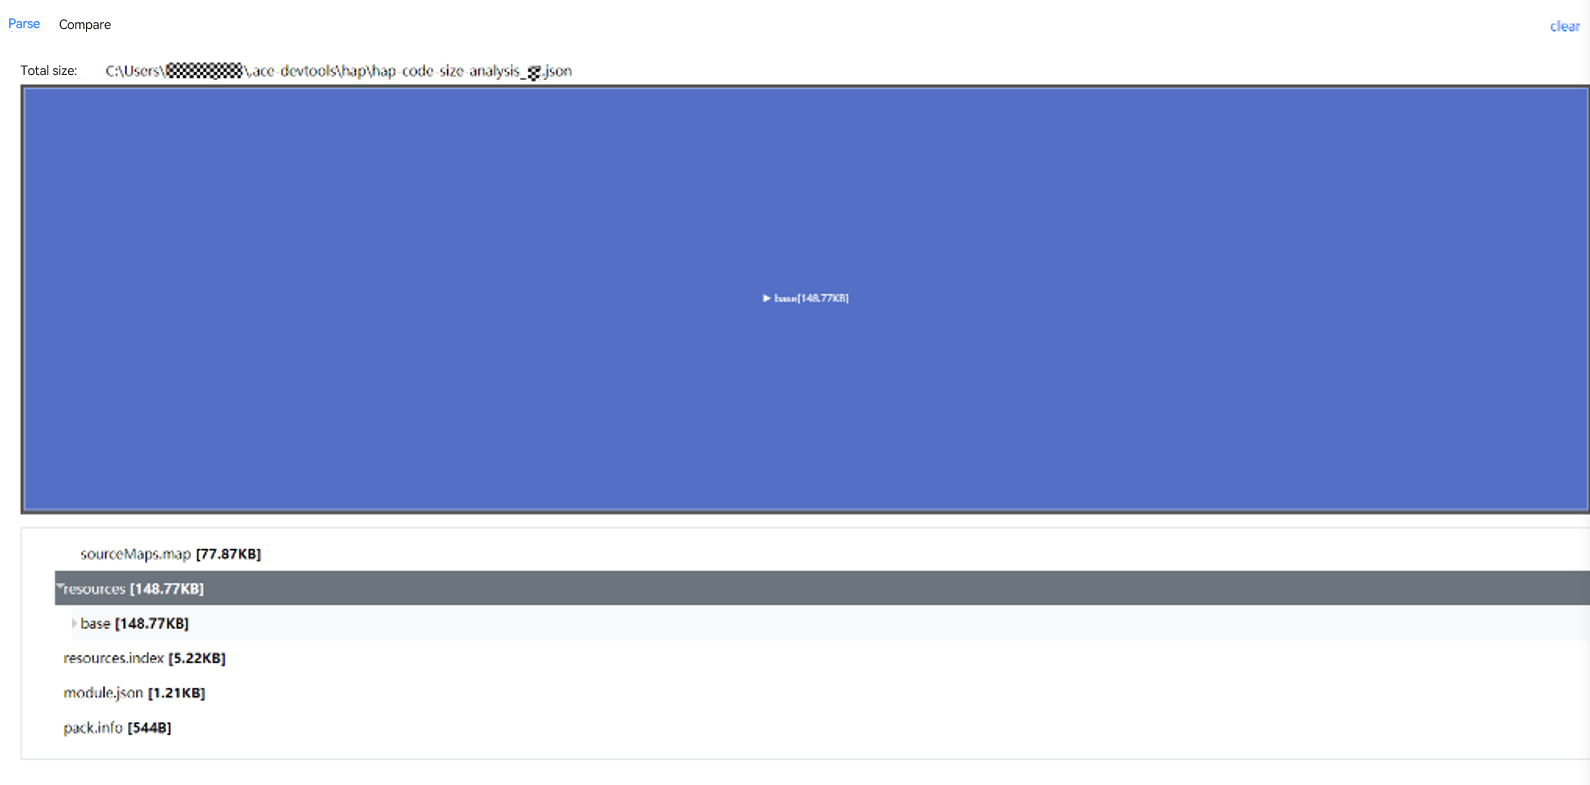 Parse Compare clear
Total size: C:\Users\ \.ace-devtools\hap\hap-code-size-analysis_ .json
▶ base[148.77KB]
sourceMaps.map [77.87KB]
resources [148.77KB]
base [148.77KB]
resources.index [5.22KB]
module.json [1.21KB]
pack.info [544B]